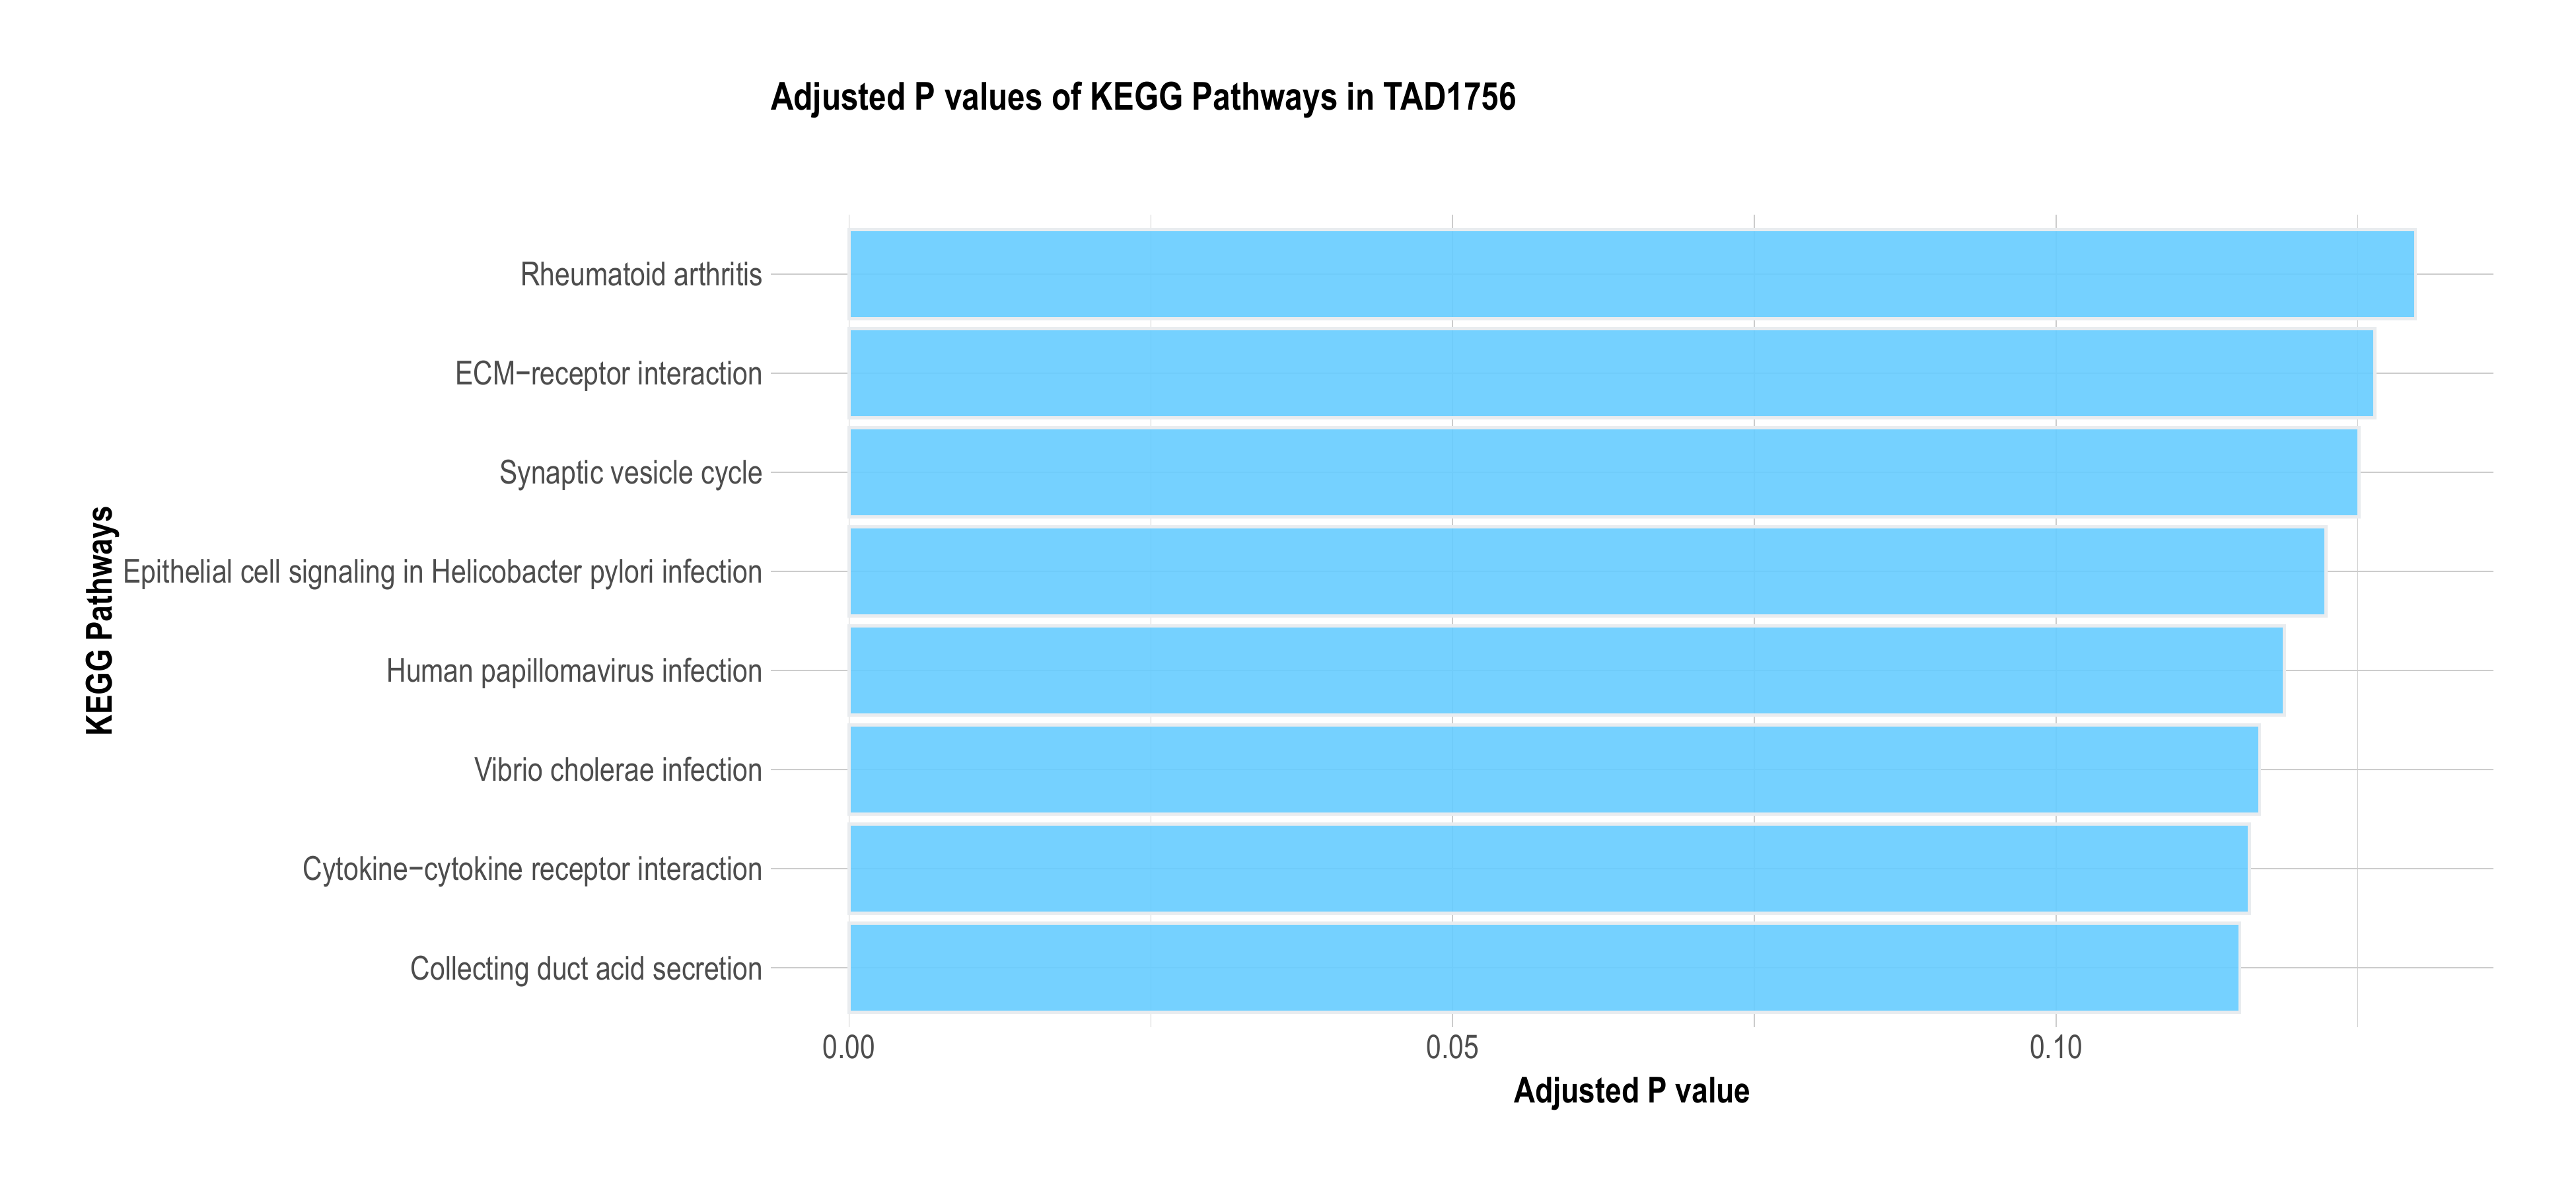 Adjusted P values of KEGG Pathways in TAD1756
KEGG Pathways
Rheumatoid arthritis
ECM−receptor interaction
Synaptic vesicle cycle
Epithelial cell signaling in Helicobacter pylori infection
Human papillomavirus infection
Vibrio cholerae infection
Cytokine−cytokine receptor interaction
Collecting duct acid secretion
0.00 0.05 0.10
Adjusted P value